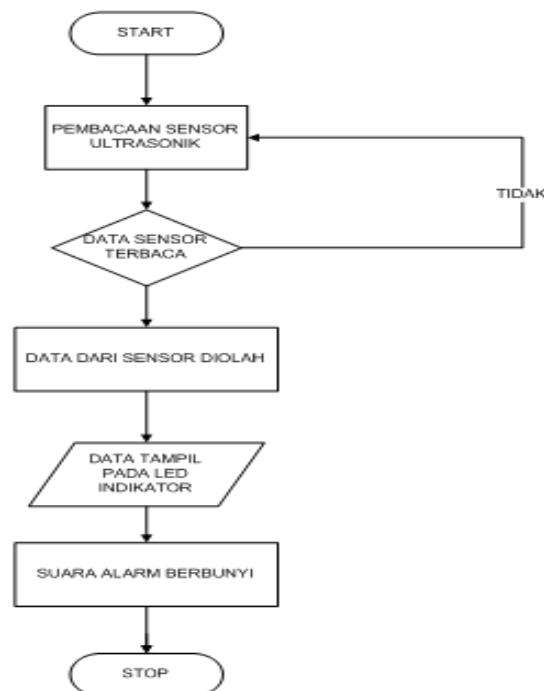 START
PEMBACAAN SENSOR
ULTRASONIK
TIDAK
DATA SENSOR
TERBACA
DATA DARI SENSOR DIOLAH
DATA TAMPIL
PADA LED
INDIKATOR
SUARA ALARM BERBUNYI
STOP